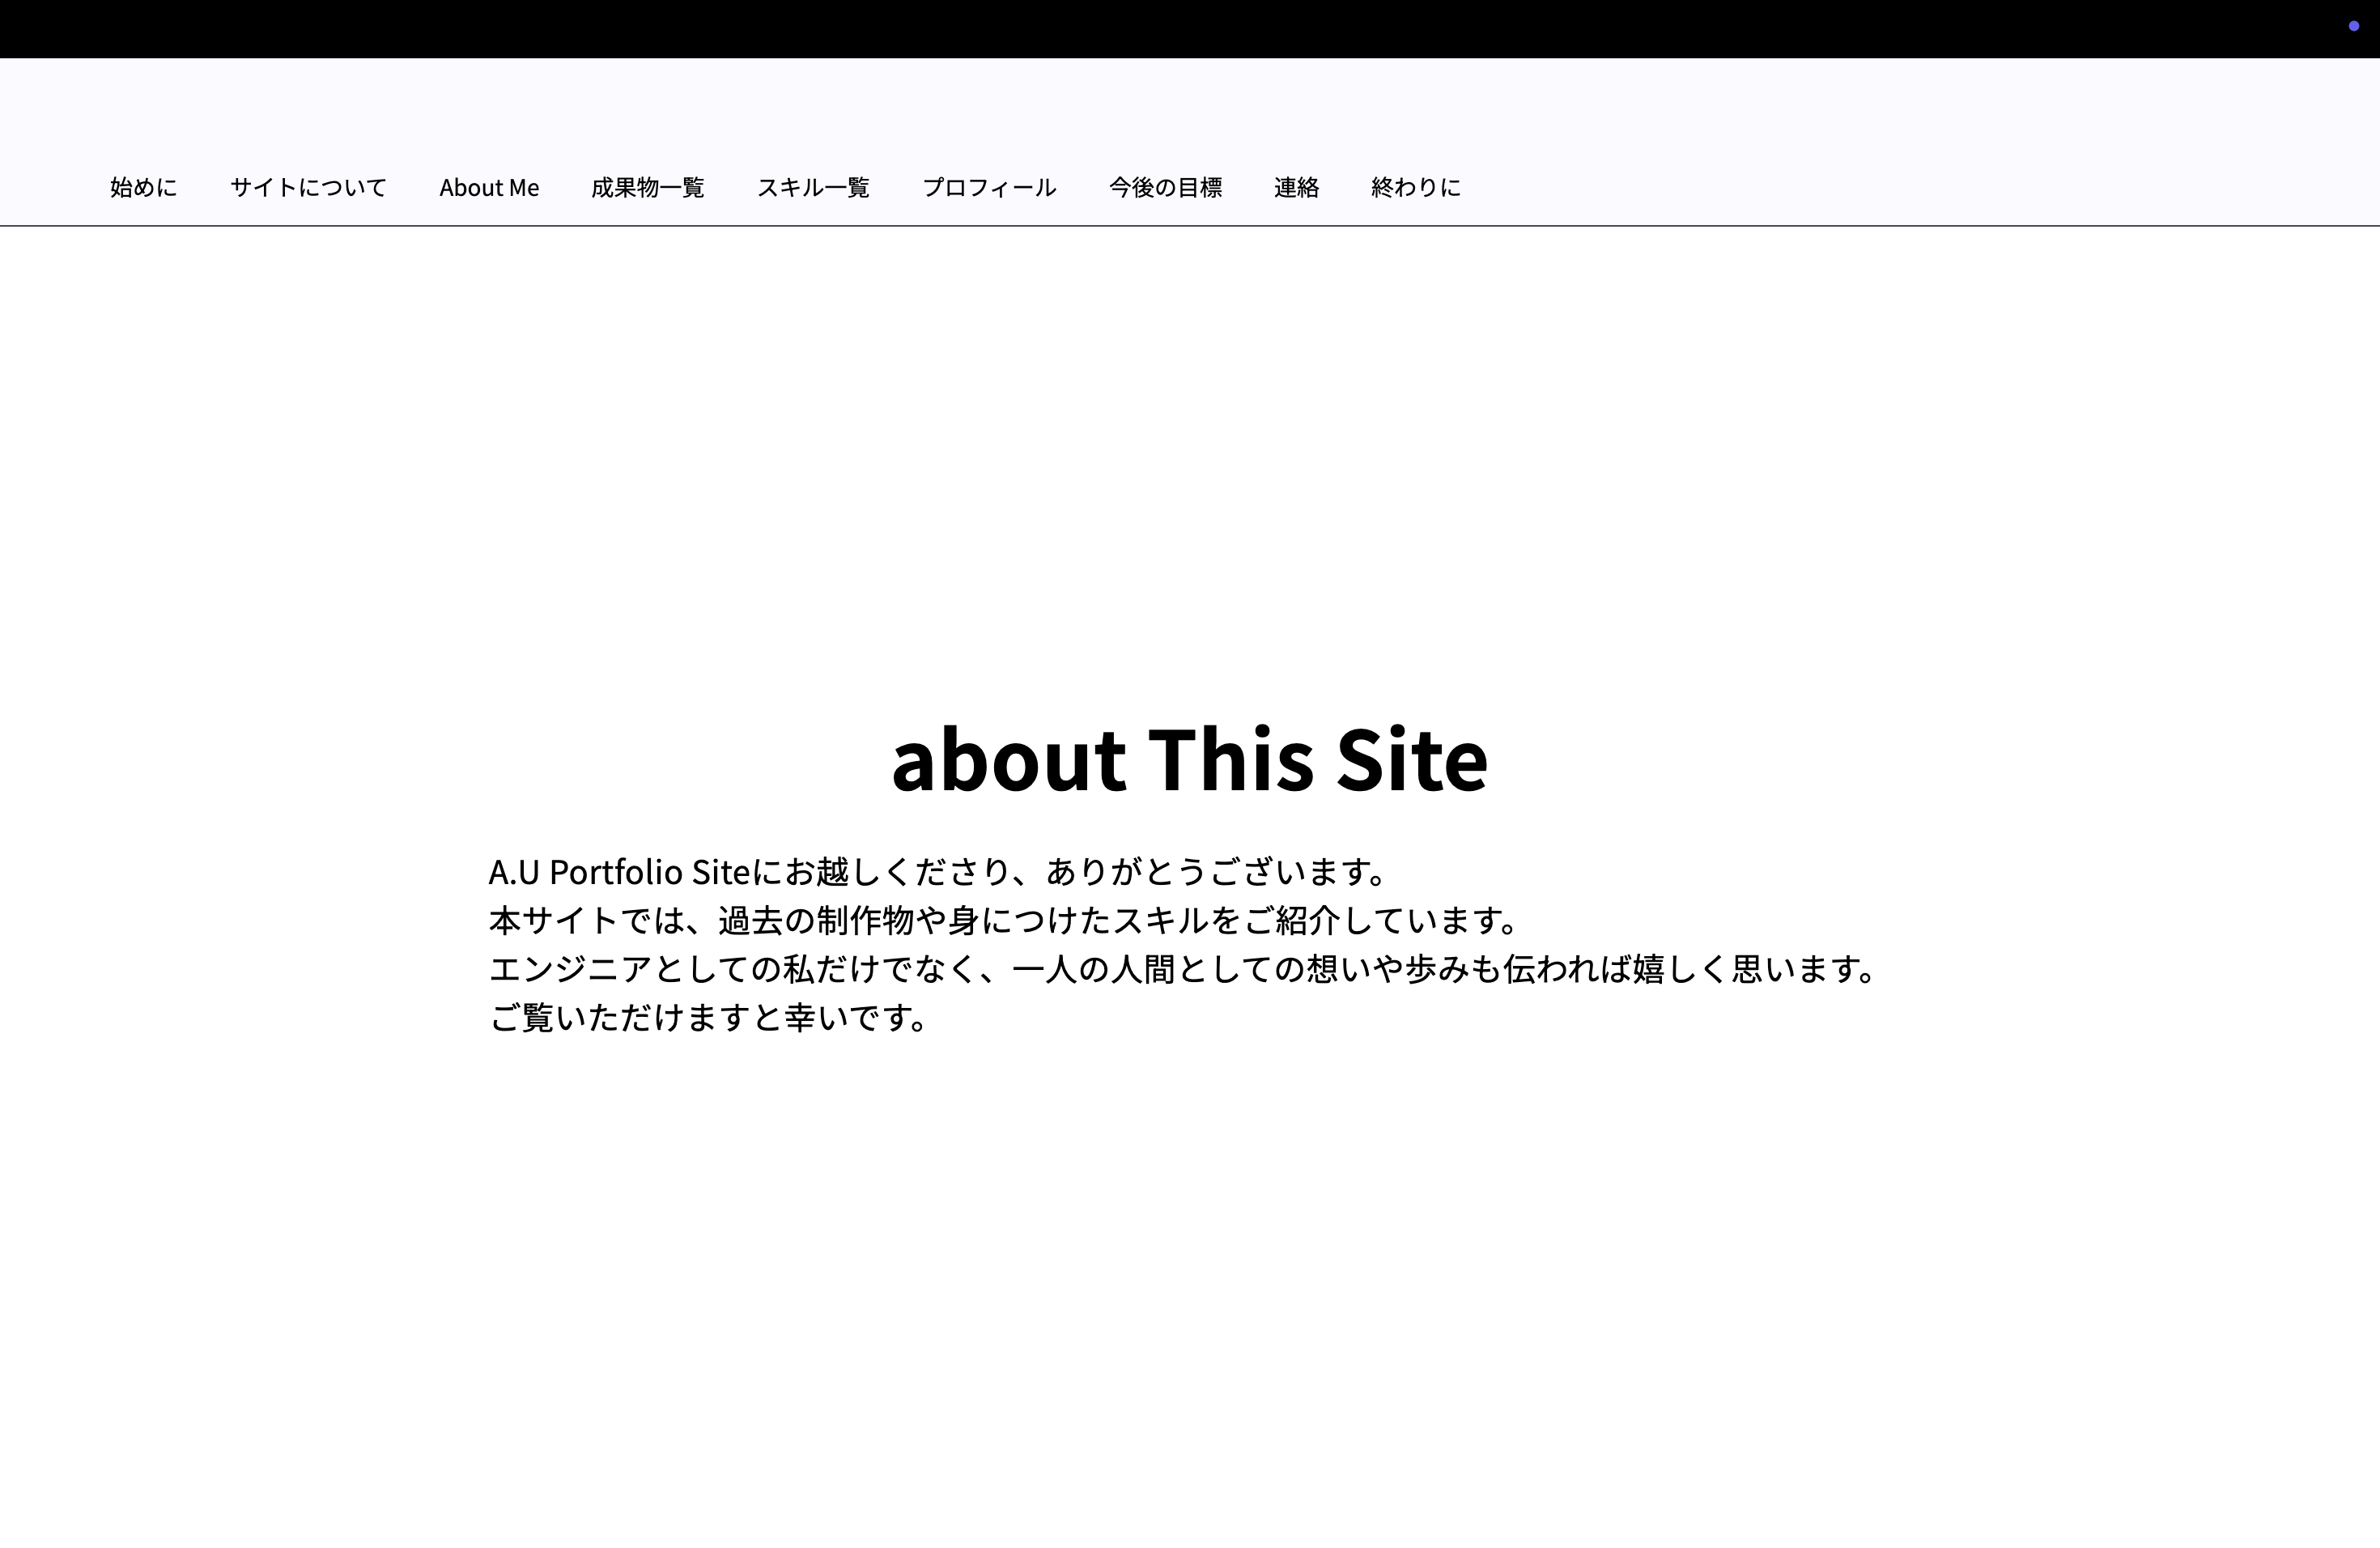 始めに サイトについて About Me 成果物一覧 スキル一覧 プロフィール 今後の目標 連絡 終わりに
about This Site
A.U Portfolio Siteにお越しくださり、ありがとうございます。
本サイトでは、過去の制作物や身につけたスキルをご紹介しています。
エンジニアとしての私だけでなく、一人の人間としての想いや歩みも伝われば嬉しく思います。
ご覧いただけますと幸いです。